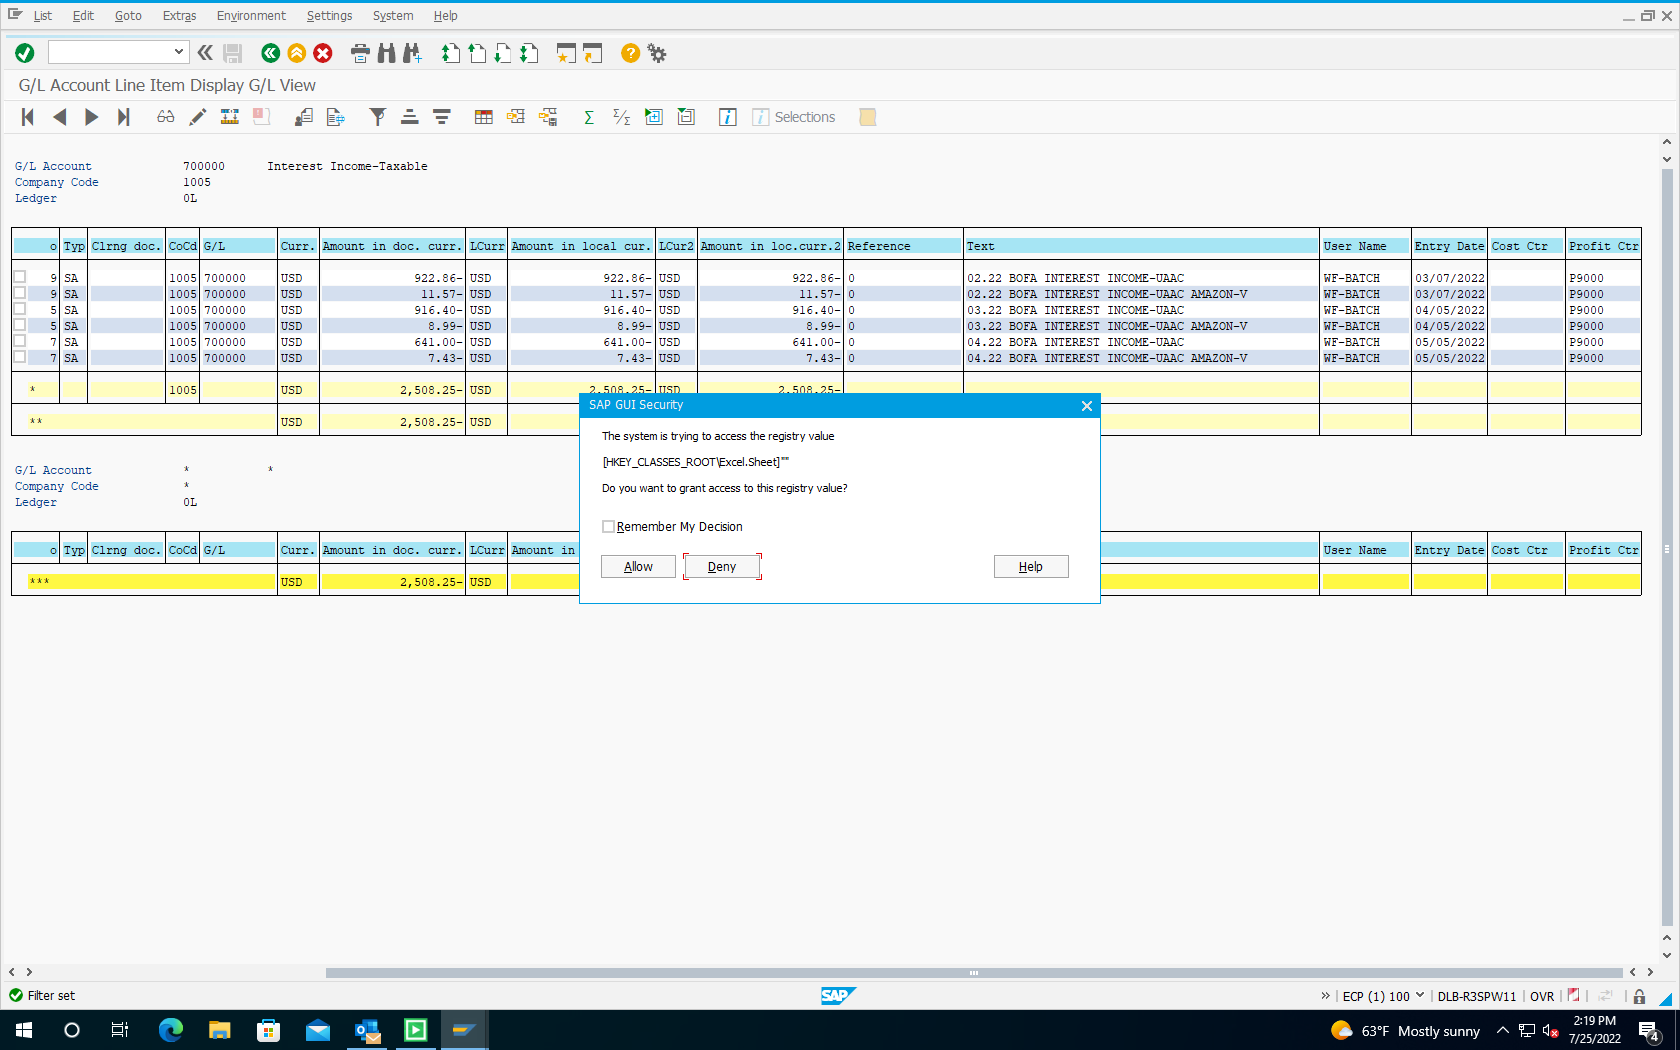 List Edit Goto Extras Environment Settings System Help
G/L Account Line Item Display G/L View
Selections
G/L Account 700000 Interest Income-Taxable
Company Code 1005
Ledger 0L
o Typ Clrng doc. CoCd G/L Curr. Amount in doc. curr. LCurr Amount in local cur. LCur2 Amount in loc.curr.2 Reference Text User Name Entry Date Cost Ctr Profit Ctr
9 SA 1005 700000 USD 922.86- USD 922.86- USD 922.86- 0 02.22 BOFA INTEREST INCOME-UAAC WF-BATCH 03/07/2022 P9000
9 SA 1005 700000 USD 11.57- USD 11.57- USD 11.57- 0 02.22 BOFA INTEREST INCOME-UAAC AMAZON-V WF-BATCH 03/07/2022 P9000
5 SA 1005 700000 USD 916.40- USD 916.40- USD 916.40- 0 03.22 BOFA INTEREST INCOME-UAAC WF-BATCH 04/05/2022 P9000
5 SA 1005 700000 USD 8.99- USD 8.99- USD 8.99- 0 03.22 BOFA INTEREST INCOME-UAAC AMAZON-V WF-BATCH 04/05/2022 P9000
7 SA 1005 700000 USD 641.00- USD 641.00- USD 641.00- 0 04.22 BOFA INTEREST INCOME-UAAC WF-BATCH 05/05/2022 P9000
7 SA 1005 700000 USD 7.43- USD 7.43- USD 7.43- 0 04.22 BOFA INTEREST INCOME-UAAC AMAZON-V WF-BATCH 05/05/2022 P9000
* 1005 USD 2,508.25- USD 2,508.25- USD 2,508.25-
** USD 2,508.25- USD
SAP GUI Security
The system is trying to access the registry value
[HKEY_CLASSES_ROOT\Excel.Sheet]""
Do you want to grant access to this registry value?
Remember My Decision
Allow Deny Help
G/L Account * *
Company Code *
Ledger 0L
o Typ Clrng doc. CoCd G/L Curr. Amount in doc. curr. LCurr Amount in User Name Entry Date Cost Ctr Profit Ctr
*** USD 2,508.25- USD
Filter set SAP ECP (1) 100 DLB-R3SPW11 OVR
63°F Mostly sunny
2:19 PM
7/25/2022
4